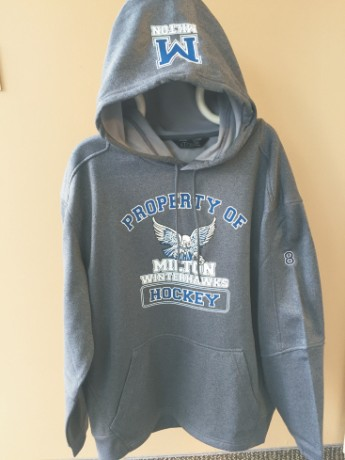 MILTON
M
PROPERTY OF
MILTON
WINTERHAWKS
HOCKEY
8